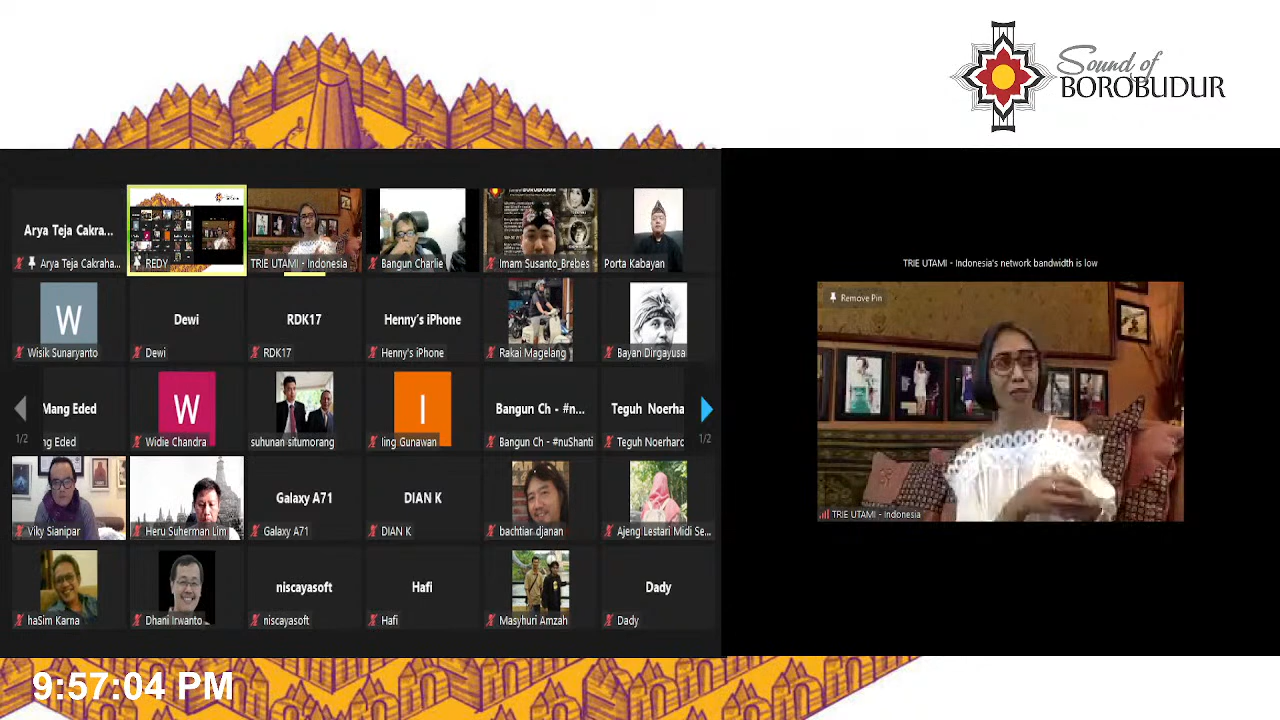 Sound of
BOROBUDUR
Arya Teja Cakra...
Arya Teja Cakraha...
REDY
TRIE UTAMI - Indonesia
Bangun Charlie
BOROBUDUR
Imam Susanto_Brebes
Porta Kabayan
W
Wisik Sunaryanto
Dewi
Dewi
RDK17
RDK17
Henny's iPhone
Henny's iPhone
Rakai Magelang
Bayan Dirgayusa
Mang Eded
ng Eded
W
Widie Chandra
suhunan situmorang
I
Iing Gunawan
Bangun Ch - #n...
Bangun Ch - #nuShanti
Teguh Noerha
Teguh Noerharc
1/2
1/2
Viky Sianipar
Heru Suherman Lim
Galaxy A71
Galaxy A71
DIAN K
DIAN K
bachtiar djanan
Ajeng Lestari Midi Se...
haSim Karna
Dhani Irwanto
niscayasoft
niscayasoft
Hafi
Hafi
Masyhuri Amzah
Dady
Dady
TRIE UTAMI - Indonesia's network bandwidth is low
Remove Pin
TRIE UTAMI - Indonesia
9:57:04 PM